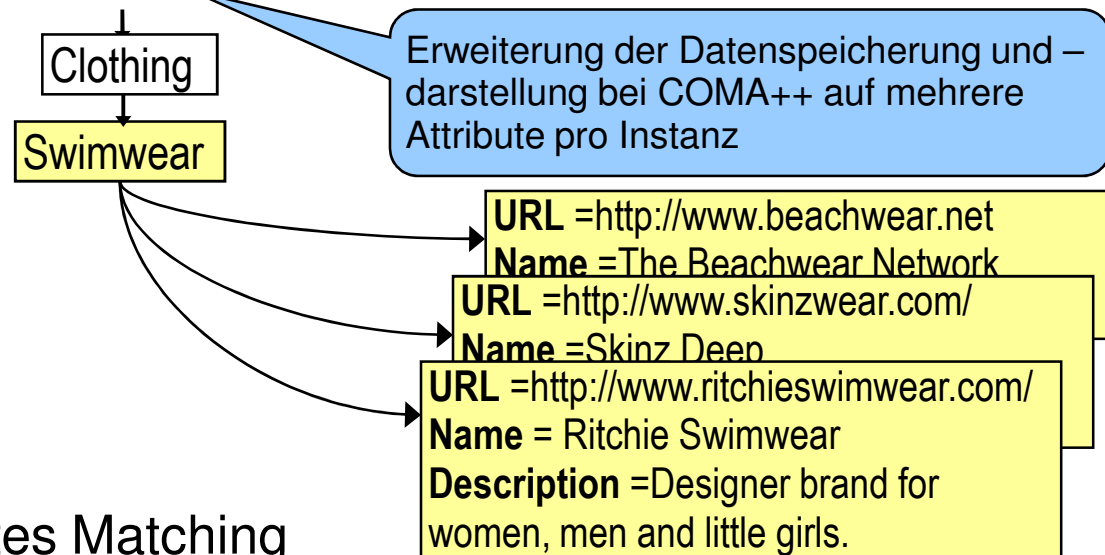 Clothing
Swimwear
Erweiterung der Datenspeicherung und –
darstellung bei COMA++ auf mehrere
Attribute pro Instanz
URL =http://www.beachwear.net
Name =The Beachwear Network
URL =http://www.skinzwear.com/
Name =Skinz Deep
URL =http://www.ritchieswimwear.com/
Name = Ritchie Swimwear
Description =Designer brand for
women, men and little girls.
tes Matching